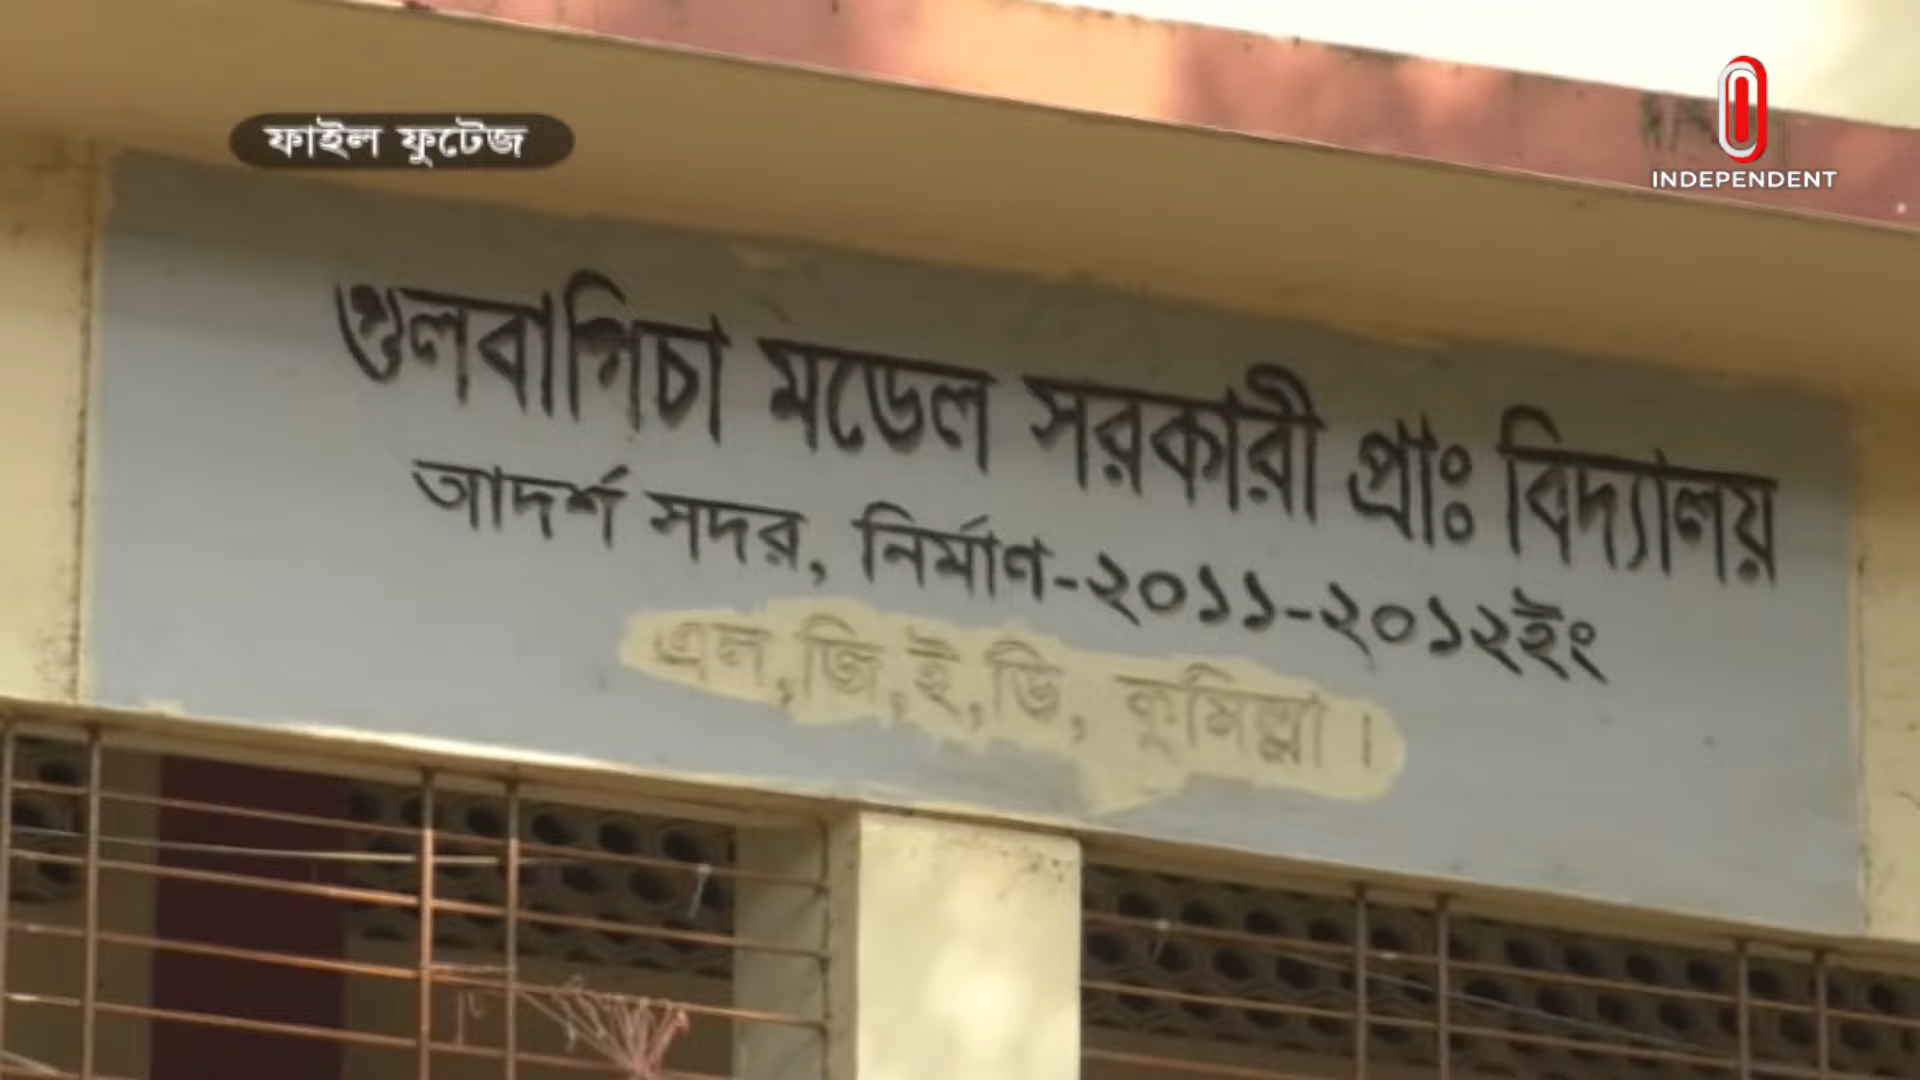 ফাইল ফুটেজ
INDEPENDENT
গুলবাগিচা মডেল সরকারী প্রাঃ বিদ্যালয়
আদর্শ সদর, নির্মাণ-২০১১-২০১২ইং
এল,জি,ই,ডি, কুমিল্লা।